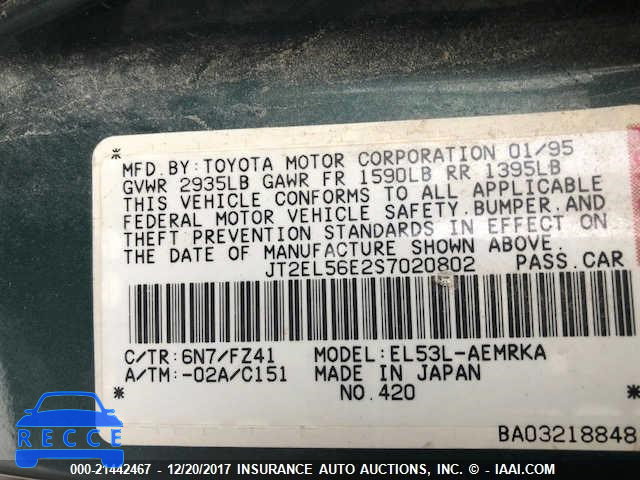 MFD.BY:TOYOTA MOTOR CORPORATION 01/95
GVWR 2935LB GAWR FR 1590LB RR 1395LB
THIS VEHICLE CONFORMS TO ALL APPLICABLE
FEDERAL MOTOR VEHICLE SAFETY.BUMPER.AND
THEFT PREVENTION STANDARDS IN EFFECT ON
THE DATE OF MANUFACTURE SHOWN ABOVE.
JT2EL56E2S7020802 PASS.CAR
C/TR:6N7/FZ41 MODEL:EL53L-AEMRKA
A/TM:-02A/C151 MADE IN JAPAN
* NO.420 *
BA03218848
RECCE
000-21442467 - 12/20/2017 INSURANCE AUTO AUCTIONS, INC. (C) - IAAI.COM